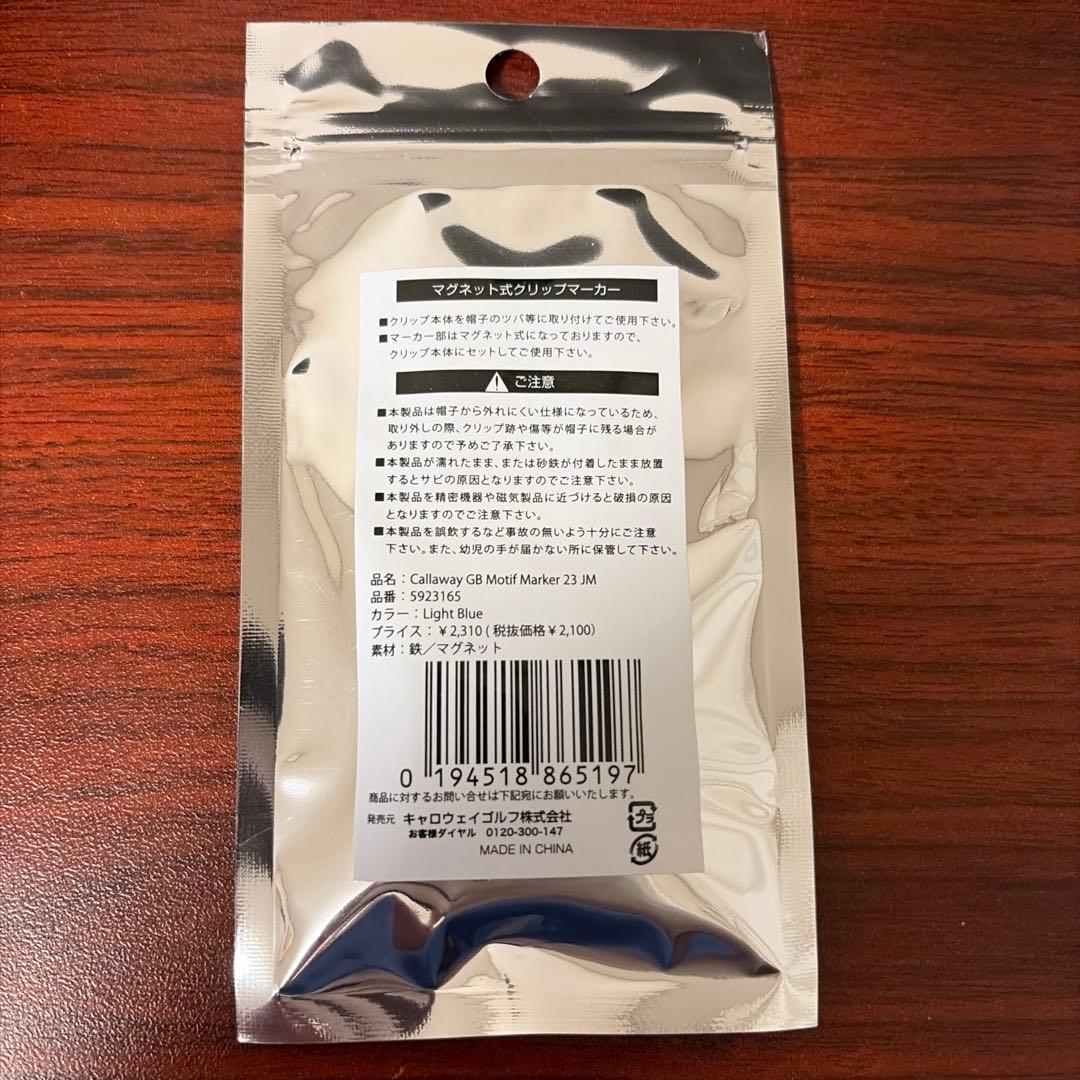 マグネット式クリップマーカー
■クリップ本体を帽子のツバ等に取り付けてご使用下さい。
■マーカー部はマグネット式になっておりますので、
クリップ本体にセットしてご使用下さい。
ご注意
■本製品は帽子から外れにくい仕様になっているため、
取り外しの際、クリップ跡や傷等が帽子に残る場合が
ありますので予めご了承下さい。
■本製品が濡れたまま、または砂鉄が付着したまま放置
するとサビの原因となりますのでご注意下さい。
■本製品を精密機器や磁気製品に近づけると破損の原因
となりますのでご注意下さい。
■本製品を誤飲するなど事故の無いよう十分にご注意
下さい。また、幼児の手が届かない所に保管して下さい。
品名：Callaway GB Motif Marker 23 JM
品番：5923165
カラー：Light Blue
プライス：￥2,310 (税抜価格￥2,100)
素材：鉄／マグネット
0 194518 865197
商品に対するお問い合せは下記宛にお願いいたします。
発売元 キャロウェイゴルフ株式会社
お客様ダイヤル 0120-300-147
MADE IN CHINA
プラ
紙